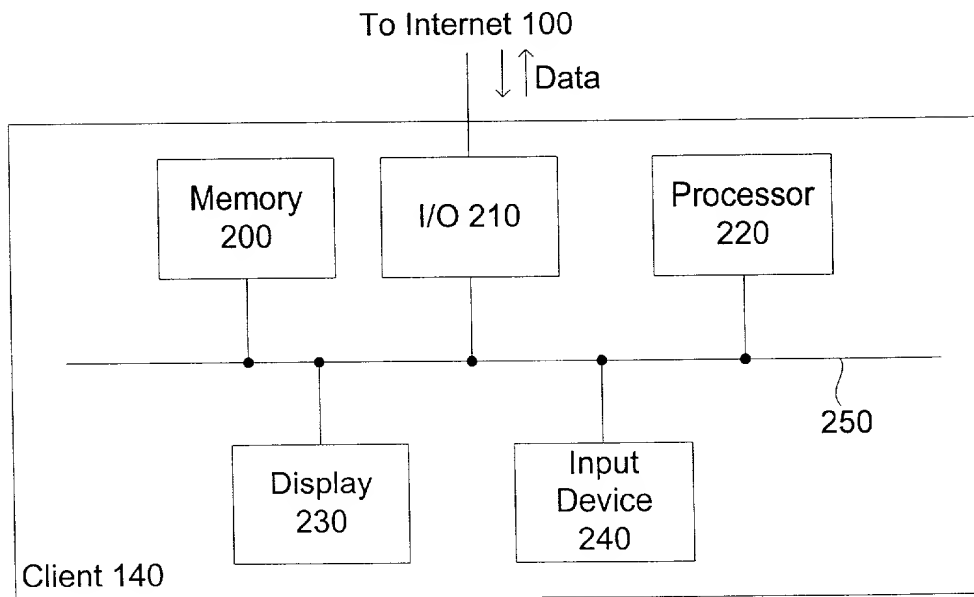 To Internet 100
Data
Memory
200
I/O 210
Processor
220
250
Display
230
Input
Device
240
Client 140